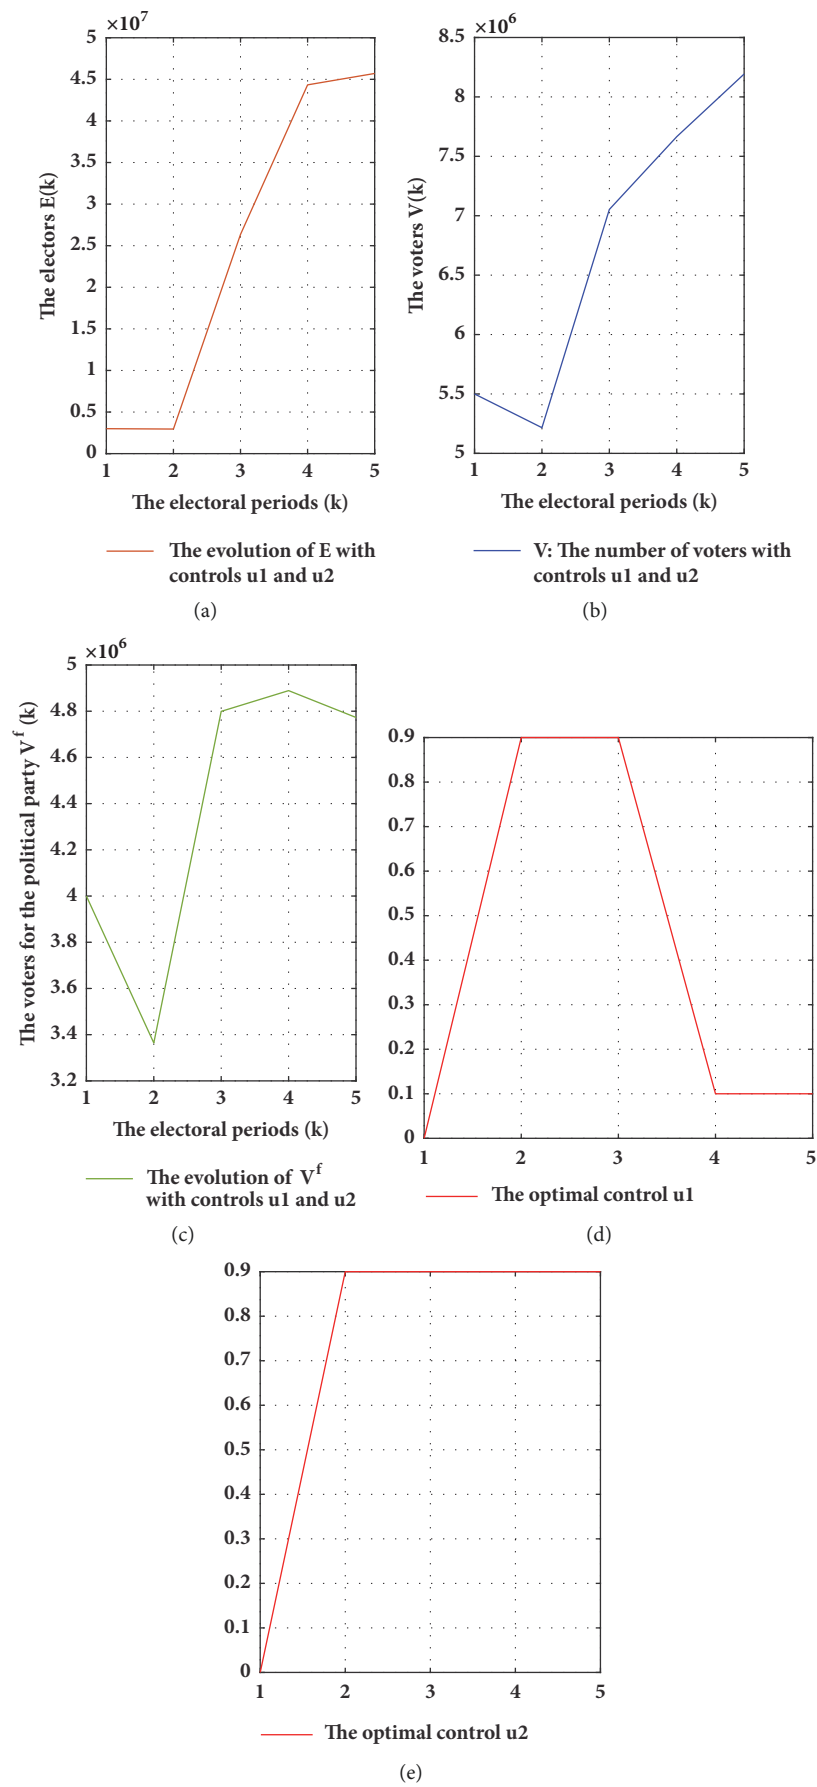 ×10⁷
5
4.5
4
3.5
3
2.5
2
1.5
1
0.5
0
The electors E(k)
1 2 3 4 5
The electoral periods (k)
The evolution of E with
controls u1 and u2
(a)
×10⁶
8.5
8
7.5
7
6.5
6
5.5
5
The voters V(k)
1 2 3 4 5
The electoral periods (k)
V: The number of voters with
controls u1 and u2
(b)
×10⁶
5
4.8
4.6
4.4
4.2
4
3.8
3.6
3.4
3.2
The voters for the political party Vᶠ (k)
1 2 3 4 5
The electoral periods (k)
The evolution of Vᶠ
with controls u1 and u2
(c)
0.9
0.8
0.7
0.6
0.5
0.4
0.3
0.2
0.1
0
1 2 3 4 5
The optimal control u1
(d)
0.9
0.8
0.7
0.6
0.5
0.4
0.3
0.2
0.1
0
1 2 3 4 5
The optimal control u2
(e)